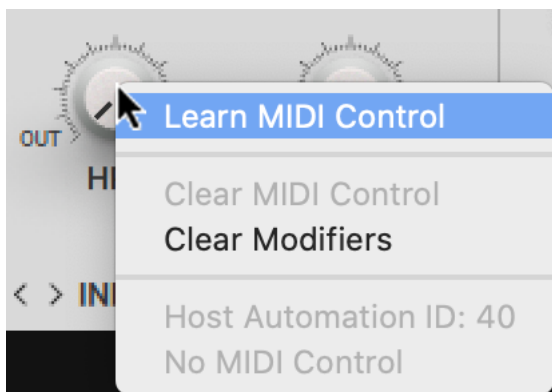 Learn MIDI Control
OUT
Clear MIDI Control
Clear Modifiers
Host Automation ID: 40
No MIDI Control